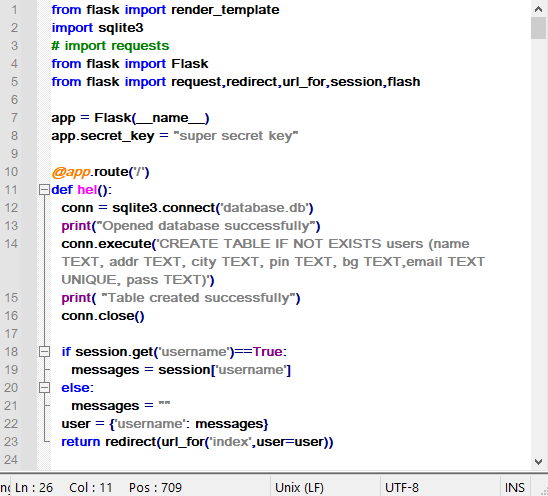 1 from flask import render_template
2 import sqlite3
3 # import requests
4 from flask import Flask
5 from flask import request,redirect,url_for,session,flash
6
7 app = Flask(__name__)
8 app.secret_key = "super secret key"
9
10 @app.route('/')
11 def hel():
12 conn = sqlite3.connect('database.db')
13 print("Opened database successfully")
14 conn.execute('CREATE TABLE IF NOT EXISTS users (name
TEXT, addr TEXT, city TEXT, pin TEXT, bg TEXT,email TEXT
UNIQUE, pass TEXT)')
15 print( "Table created successfully")
16 conn.close()
17
18 if session.get('username')==True:
19 messages = session['username']
20 else:
21 messages = ""
22 user = {'username': messages}
23 return redirect(url_for('index',user=user))
24
Ln : 26 Col : 11 Pos : 709 Unix (LF) UTF-8 INS